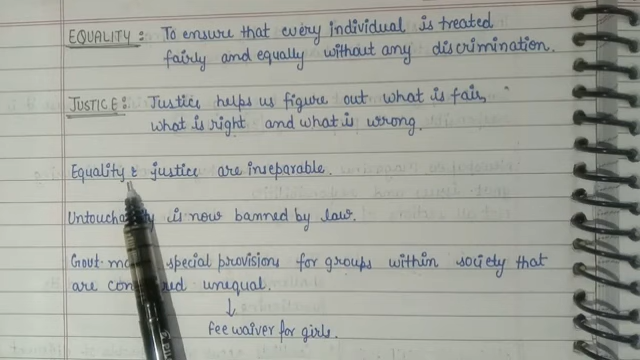 EQUALITY: To ensure that every individual is treated
fairly and equally without any discrimination.
JUSTICE: Justice helps us figure out what is fair,
what is right and what is wrong.
Equality & justice are inseparable.
is now banned by law.
Govt special provisions for groups within society that
are unequal.
↓
Fee waiver for girls.